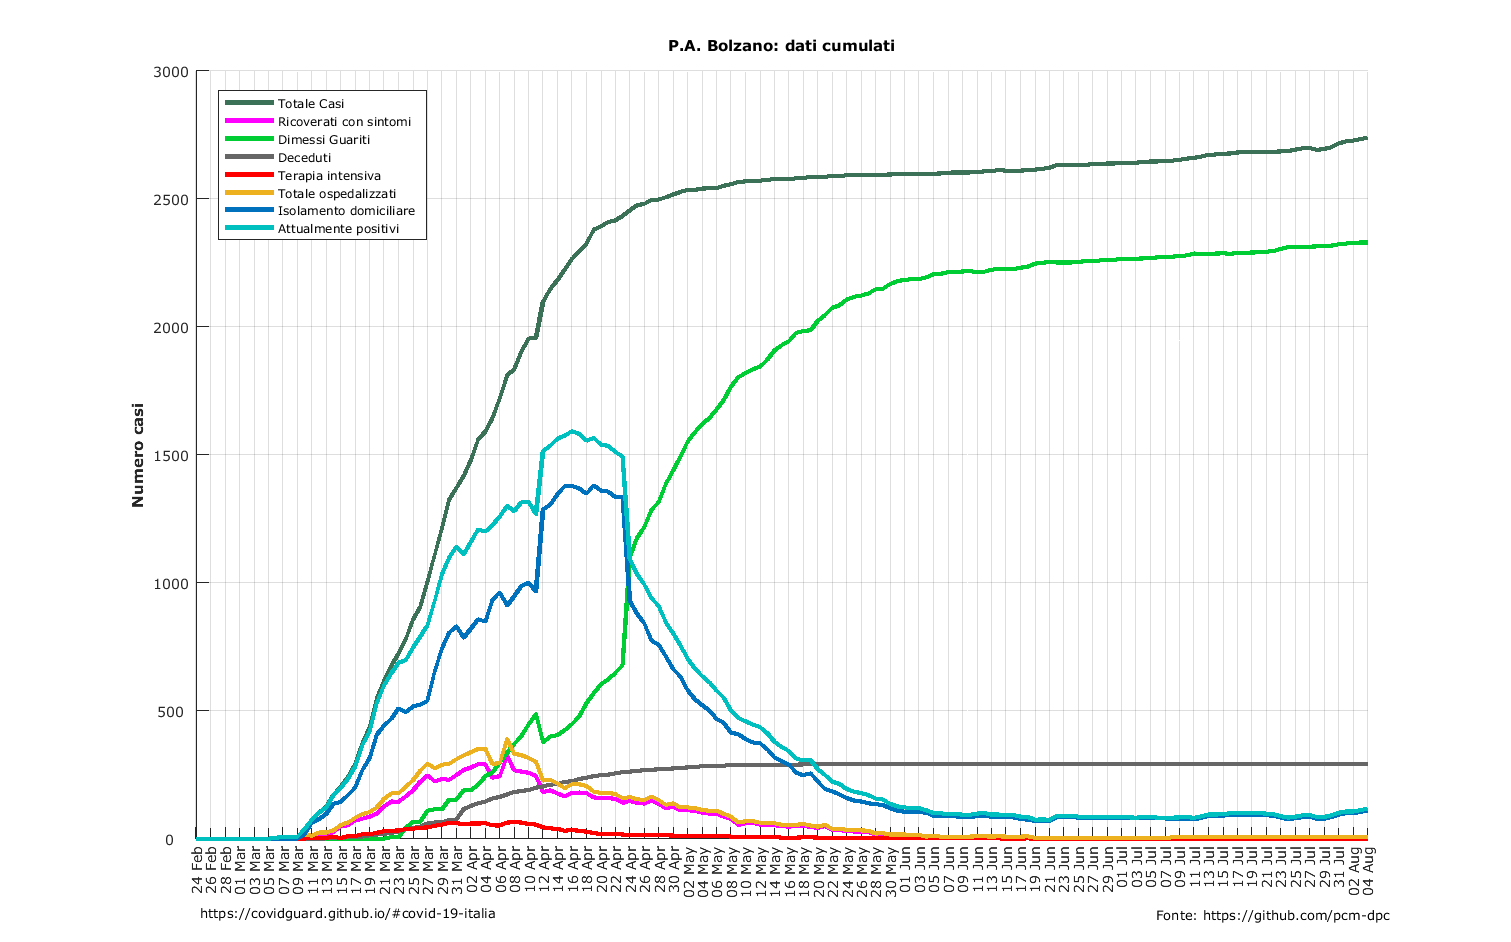 P.A. Bolzano: dati cumulati
3000
2500
2000
1500
1000
500
0
Numero casi
Totale Casi
Ricoverati con sintomi
Dimessi Guariti
Deceduti
Terapia intensiva
Totale ospedalizzati
Isolamento domiciliare
Attualmente positivi
24 Feb
26 Feb
28 Feb
01 Mar
03 Mar
05 Mar
07 Mar
09 Mar
11 Mar
13 Mar
15 Mar
17 Mar
19 Mar
21 Mar
23 Mar
25 Mar
27 Mar
29 Mar
31 Mar
02 Apr
04 Apr
06 Apr
08 Apr
10 Apr
12 Apr
14 Apr
16 Apr
18 Apr
20 Apr
22 Apr
24 Apr
26 Apr
28 Apr
30 Apr
02 May
04 May
06 May
08 May
10 May
12 May
14 May
16 May
18 May
20 May
22 May
24 May
26 May
28 May
30 May
01 Jun
03 Jun
05 Jun
07 Jun
09 Jun
11 Jun
13 Jun
15 Jun
17 Jun
19 Jun
21 Jun
23 Jun
25 Jun
27 Jun
29 Jun
01 Jul
03 Jul
05 Jul
07 Jul
09 Jul
11 Jul
13 Jul
15 Jul
17 Jul
19 Jul
21 Jul
23 Jul
25 Jul
27 Jul
29 Jul
31 Jul
02 Aug
04 Aug
https://covidguard.github.io/#covid-19-italia
Fonte: https://github.com/pcm-dpc